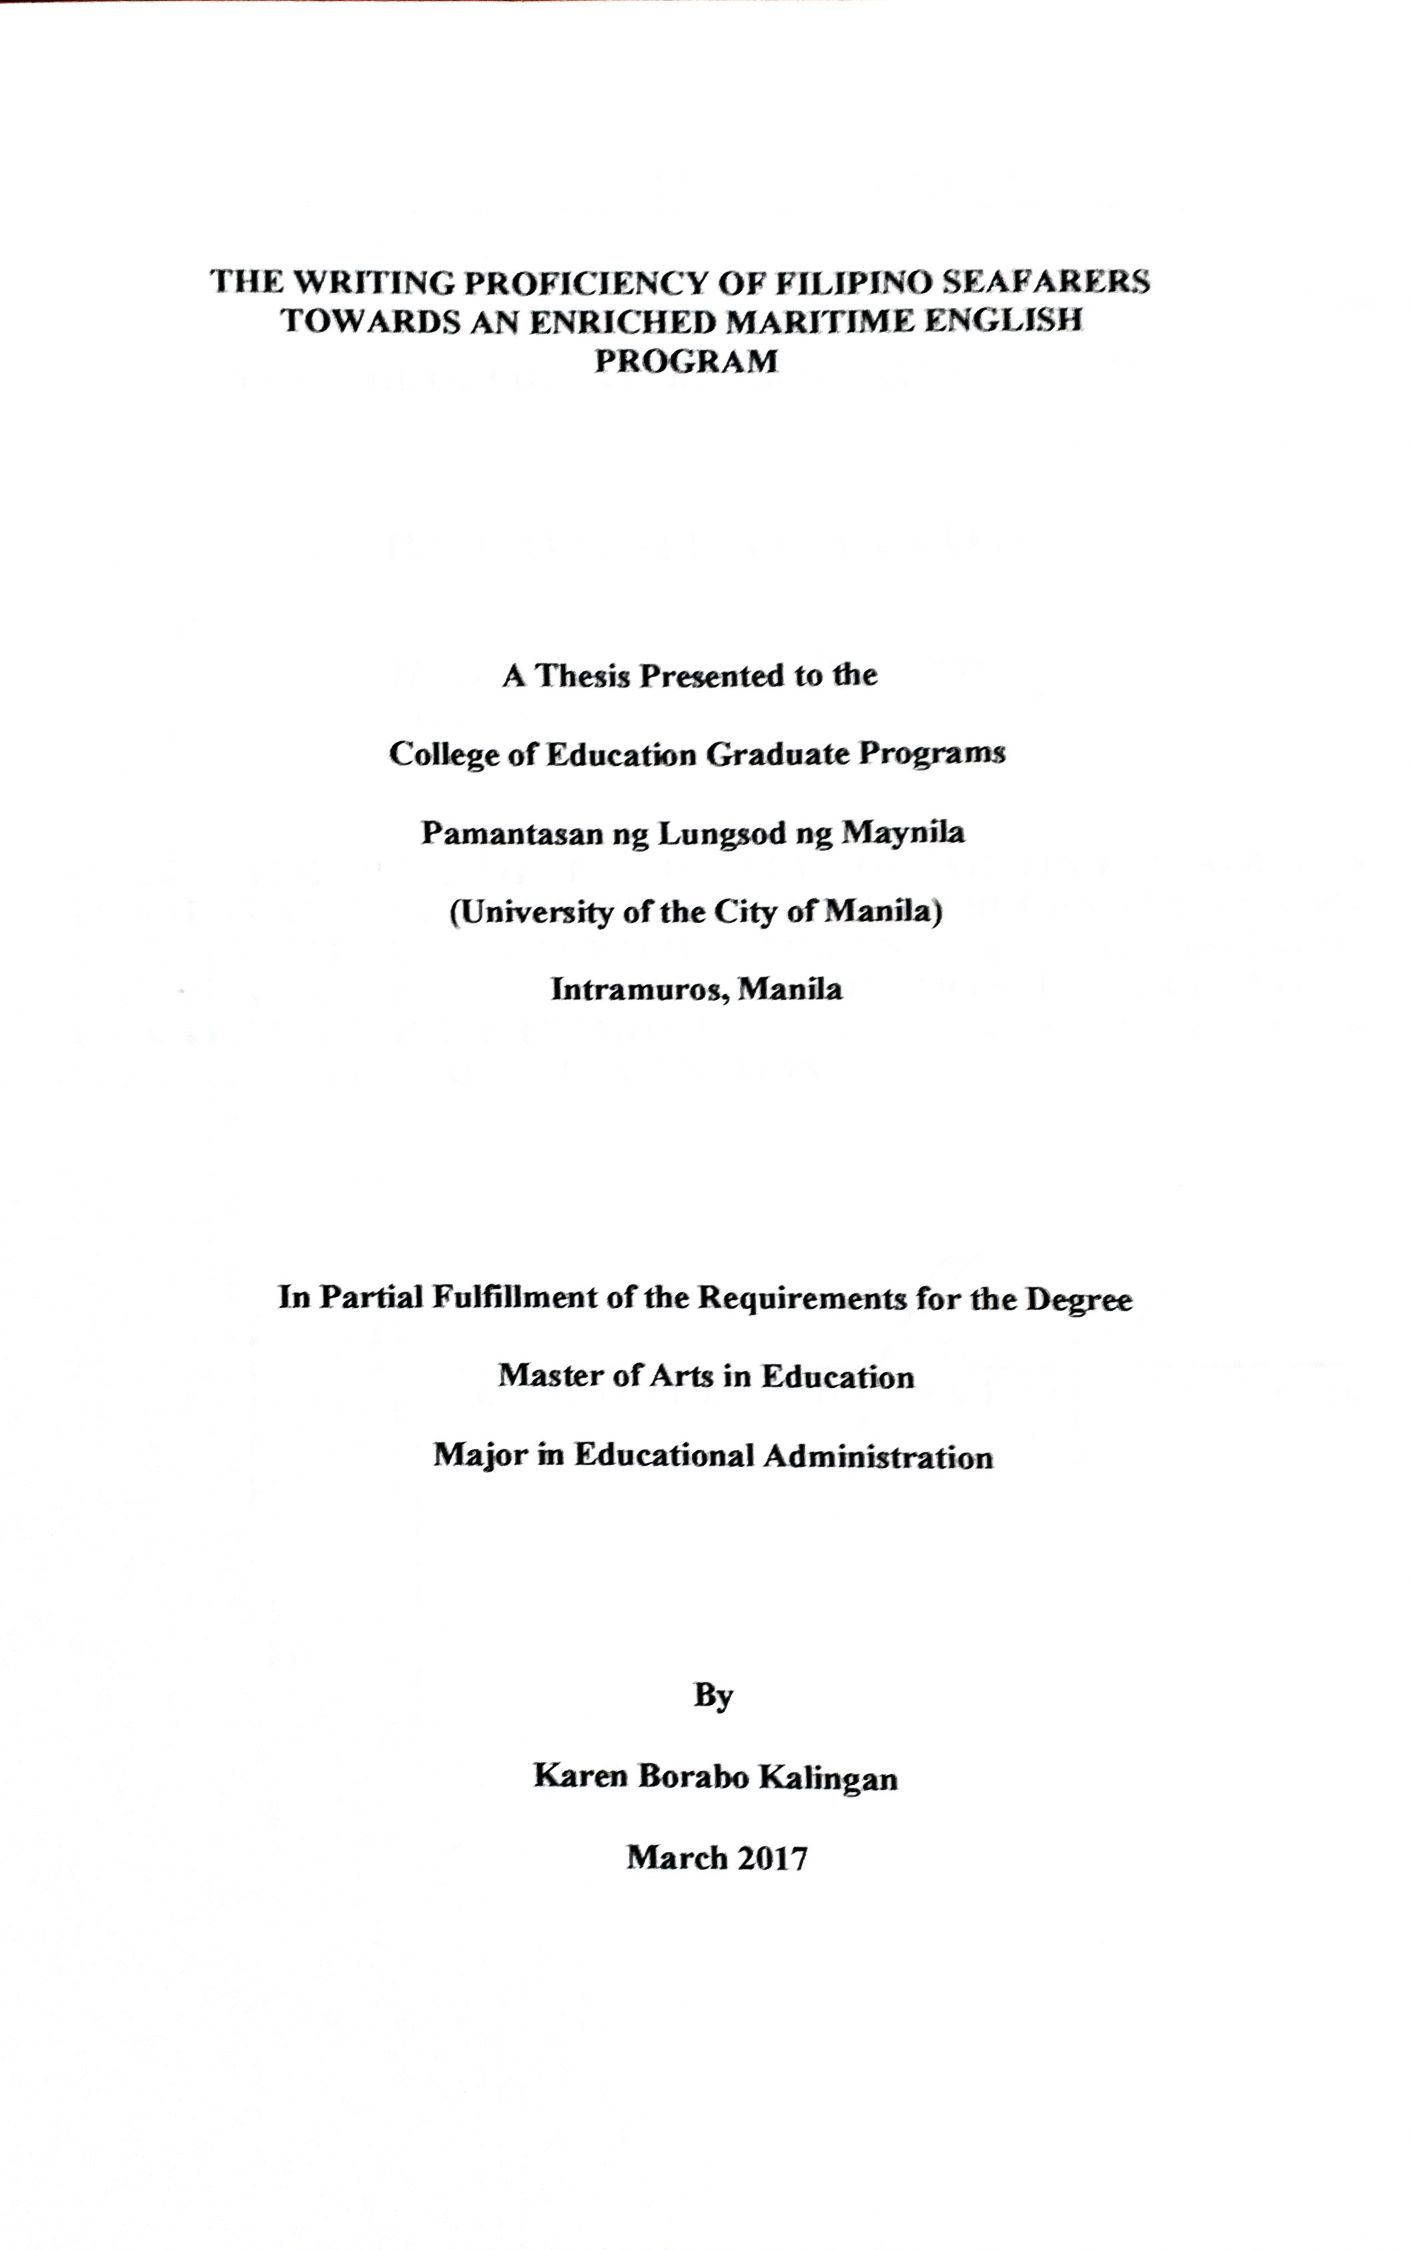 THE WRITING PROFICIENCY OF FILIPINO SEAFARERS
TOWARDS AN ENRICHED MARITIME ENGLISH
PROGRAM
A Thesis Presented to the
College of Education Graduate Programs
Pamantasan ng Lungsod ng Maynila
(University of the City of Manila)
Intramuros, Manila
In Partial Fulfillment of the Requirements for the Degree
Master of Arts in Education
Major in Educational Administration
By
Karen Borabo Kalingan
March 2017